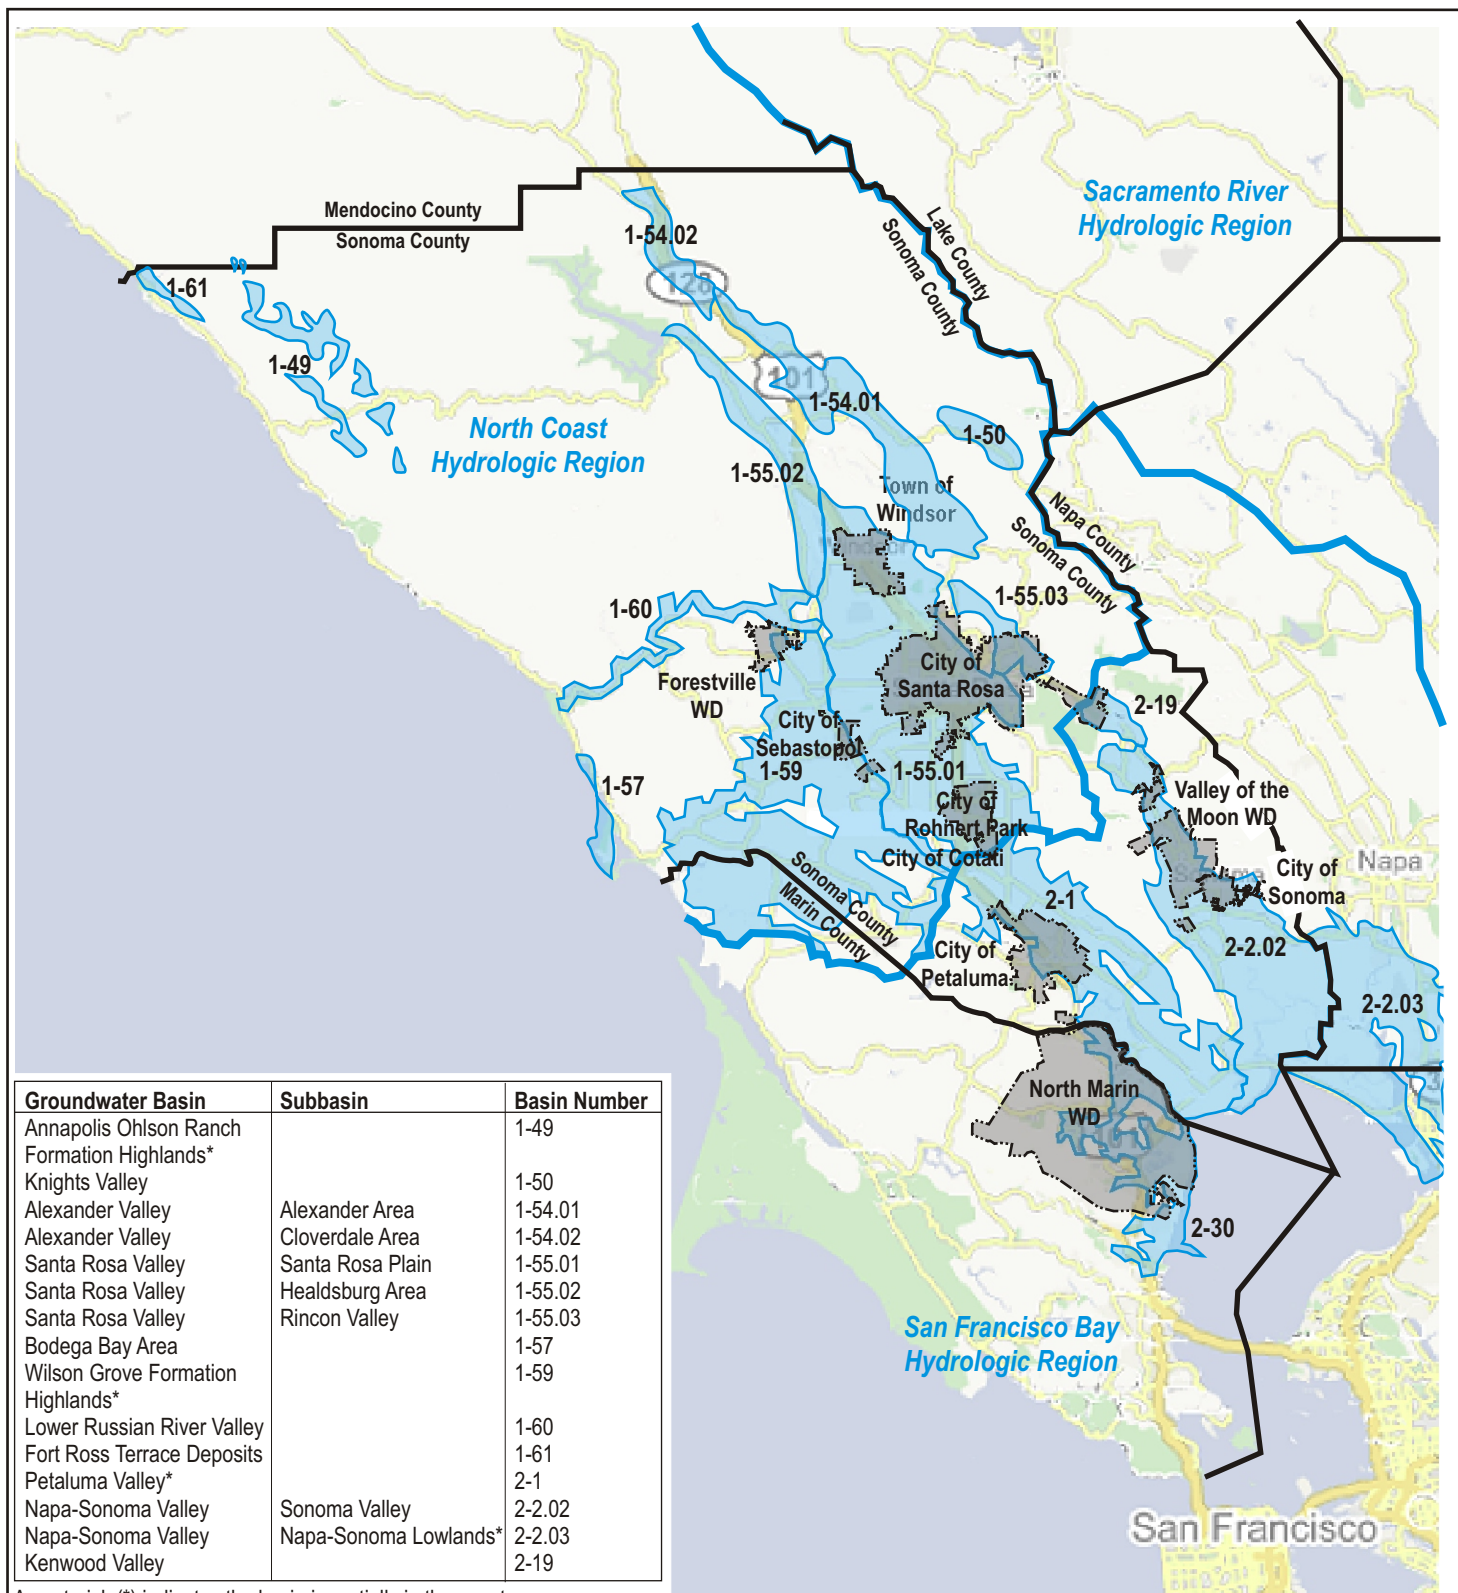 Sacramento River
Hydrologic Region
Mendocino County
Sonoma County
Lake County
Sonoma County
1-54.02
128
1-61
1-49
101
1-54.01
1-50
North Coast
Hydrologic Region
1-55.02
Town of
Windsor
Windsor
Napa County
Sonoma County
1-55.03
1-60
City of
Santa Rosa
Forestville
WD
2-19
City of
Sebastopol
1-59
1-55.01
1-57
Valley of the
Moon WD
City of
Rohnert Park
City of Cotati
Napa
City of
Sonoma
Sonoma County
Marin County
2-1
2-2.02
City of
Petaluma
2-2.03
North Marin
WD
101
2-30
San Francisco Bay
Hydrologic Region
San Francisco
Groundwater Basin Subbasin Basin Number
Annapolis Ohlson Ranch 1-49
Formation Highlands*
Knights Valley 1-50
Alexander Valley Alexander Area 1-54.01
Alexander Valley Cloverdale Area 1-54.02
Santa Rosa Valley Santa Rosa Plain 1-55.01
Santa Rosa Valley Healdsburg Area 1-55.02
Santa Rosa Valley Rincon Valley 1-55.03
Bodega Bay Area 1-57
Wilson Grove Formation 1-59
Highlands*
Lower Russian River Valley 1-60
Fort Ross Terrace Deposits 1-61
Petaluma Valley* 2-1
Napa-Sonoma Valley Sonoma Valley 2-2.02
Napa-Sonoma Valley Napa-Sonoma Lowlands* 2-2.03
Kenwood Valley 2-19